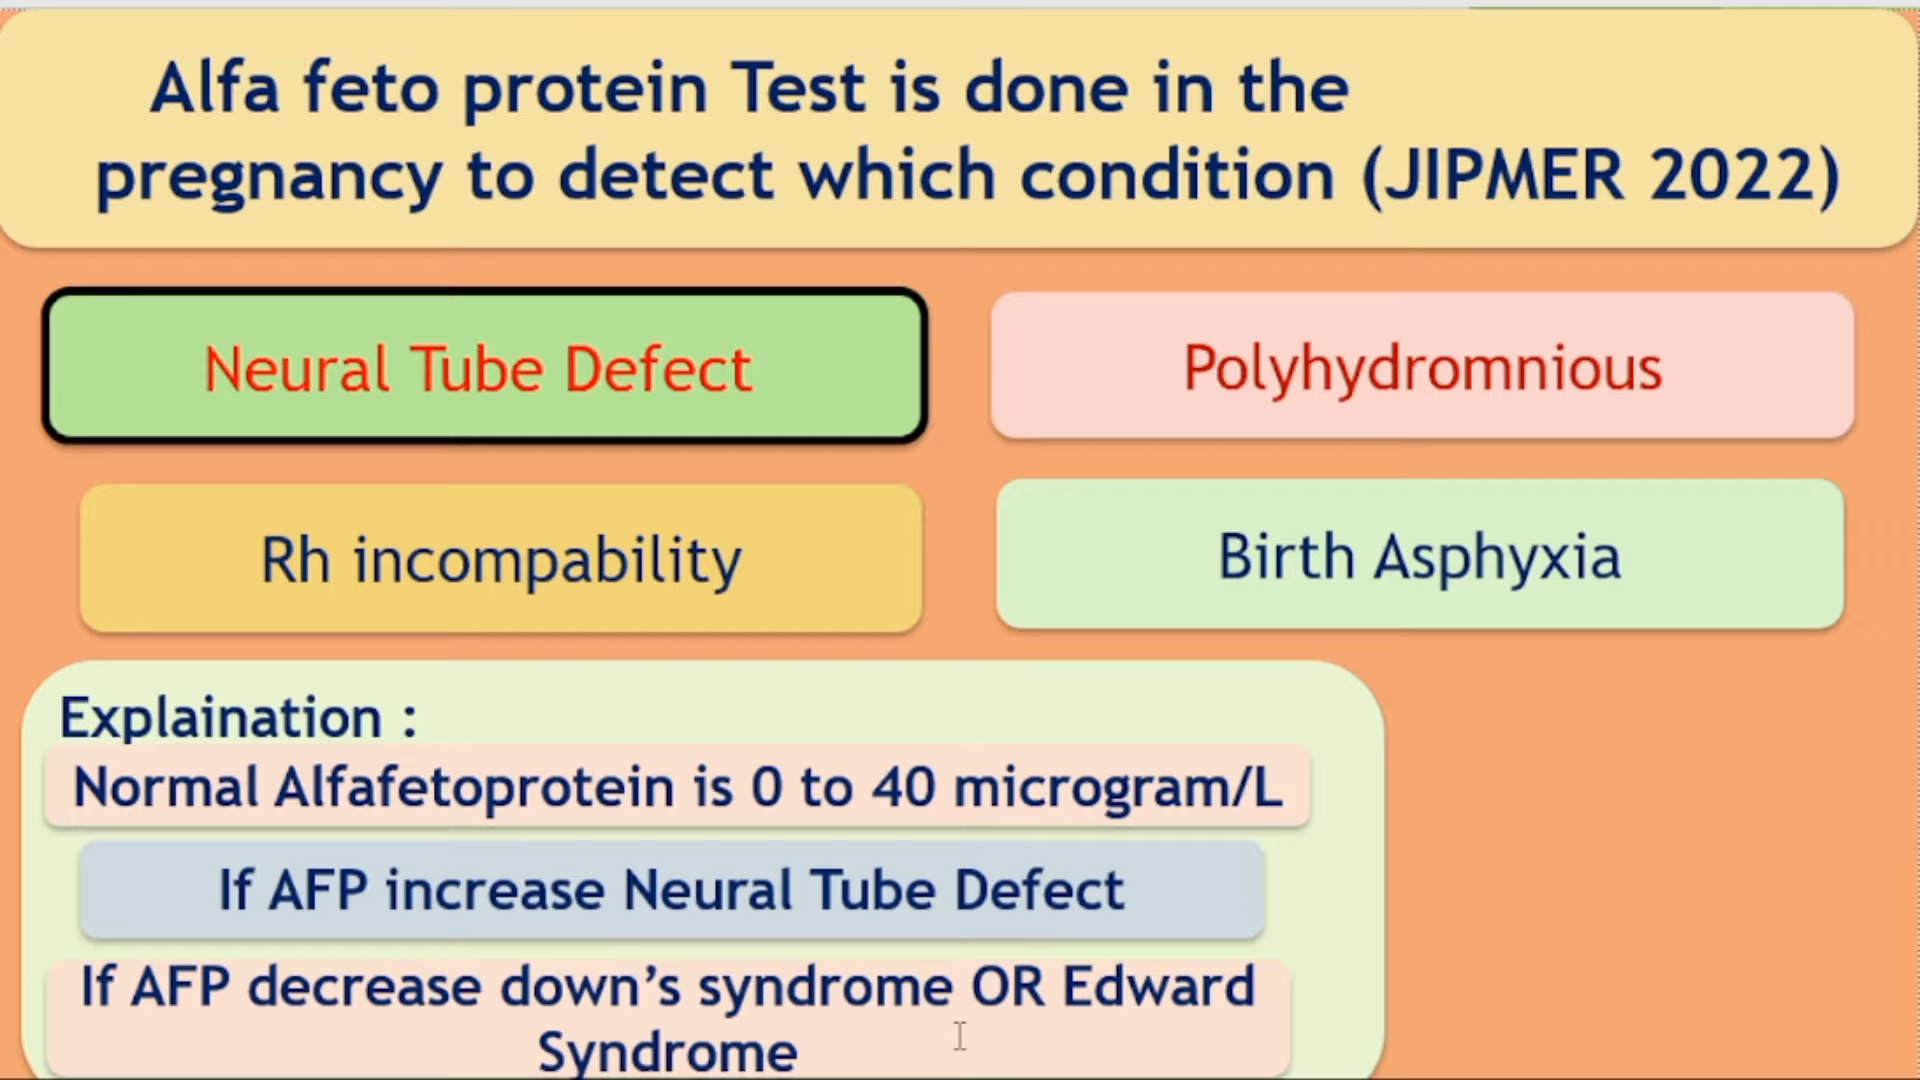 Alfa feto protein Test is done in the
pregnancy to detect which condition (JIPMER 2022)
Neural Tube Defect
Polyhydromnious
Rh incompability
Birth Asphyxia
Explaination :
Normal Alfafetoprotein is 0 to 40 microgram/L
If AFP increase Neural Tube Defect
If AFP decrease down's syndrome OR Edward
Syndrome